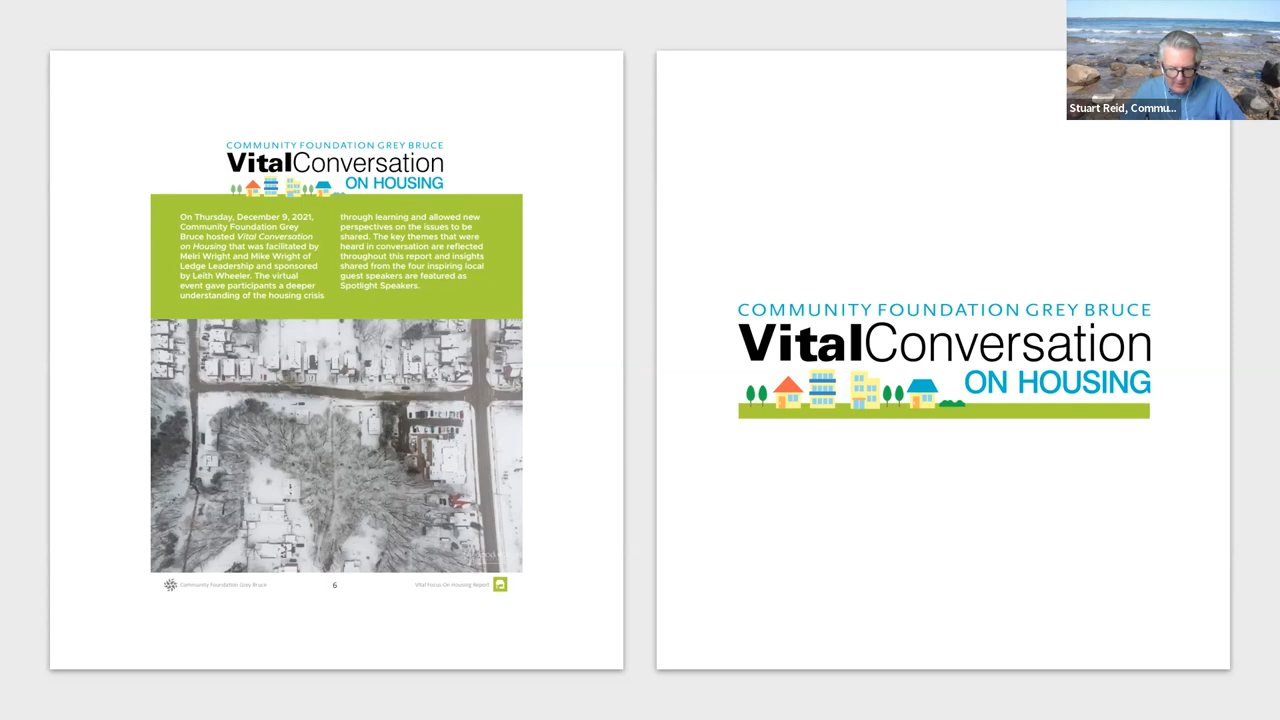 COMMUNITY FOUNDATION GREY BRUCE
VitalConversation
ON HOUSING
On Thursday, December 9, 2021,
Community Foundation Grey
Bruce hosted Vital Conversation
on Housing that was facilitated by
Melri Wright and Mike Wright of
Ledge Leadership and sponsored
by Leith Wheeler. The virtual
event gave participants a deeper
understanding of the housing crisis
through learning and allowed new
perspectives on the issues to be
shared. The key themes that were
heard in conversation are reflected
throughout this report and insights
shared from the four inspiring local
guest speakers are featured as
Spotlight Speakers.
Community Foundation Grey Bruce
6
Vital Focus On Housing Report
COMMUNITY FOUNDATION GREY BRUCE
VitalConversation
ON HOUSING
Stuart Reid, Commu...